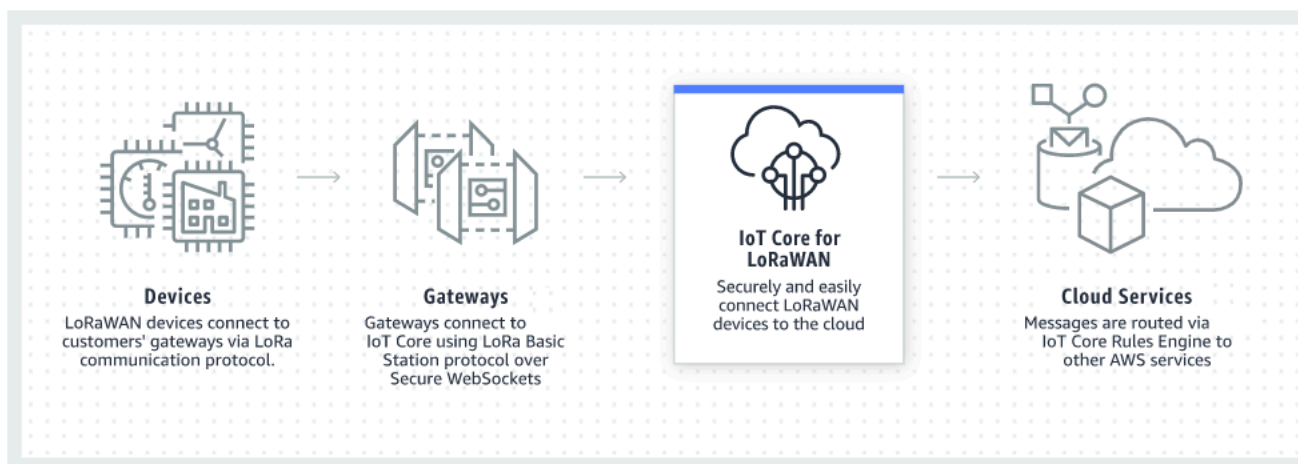 Devices
LoRaWAN devices connect to
customers' gateways via LoRa
communication protocol.
Gateways
Gateways connect to
IoT Core using LoRa Basic
Station protocol over
Secure WebSockets
IoT Core for
LoRaWAN
Securely and easily
connect LoRaWAN
devices to the cloud
Cloud Services
Messages are routed via
IoT Core Rules Engine to
other AWS services